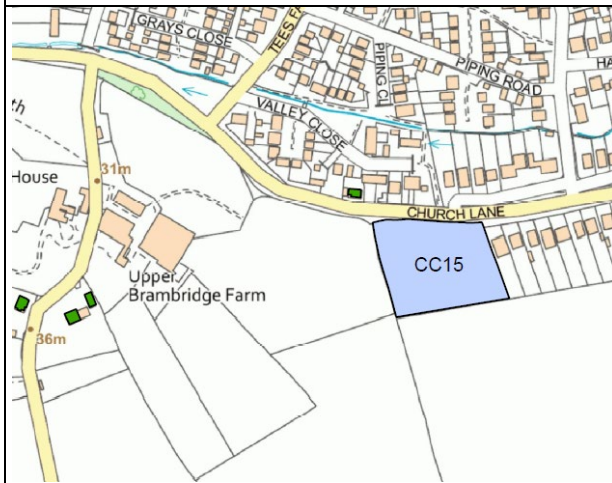 GRAYS CLOSE
PIPING CL
PIPING ROAD
VALLEY CLOSE
31m
House
CHURCH LANE
CC15
Upper
Brambridge Farm
36m